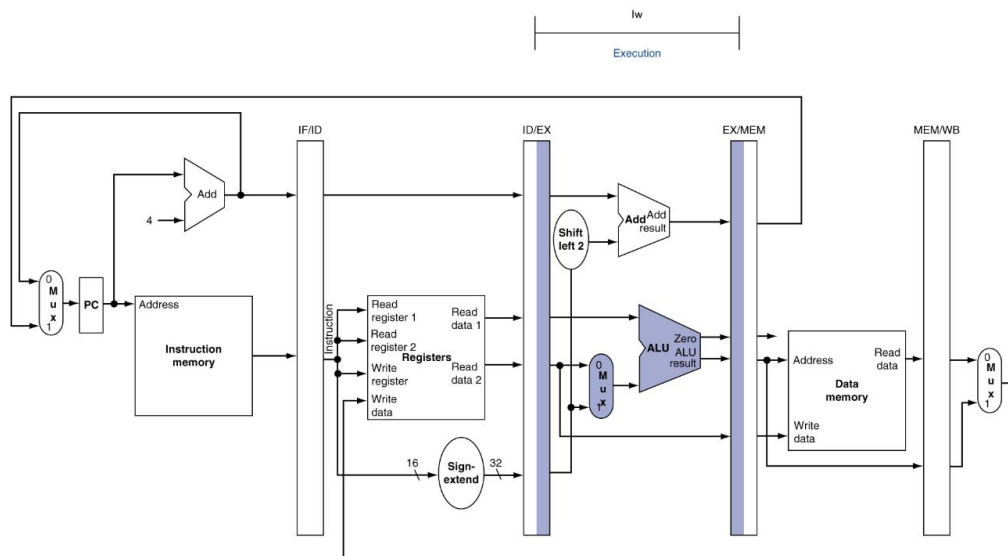 lw
Execution
IF/ID
ID/EX
EX/MEM
MEM/WB
Add
4
Shift
left 2
Add
Add
result
0
M
u
x
1
PC
Address
Instruction
memory
Instruction
Read
register 1
Read
register 2
Write
register
Write
data
Registers
Read
data 1
Read
data 2
16
Sign-
extend
32
0
M
u
x
1
ALU
Zero
ALU
result
Address
Write
data
Data
memory
Read
data
0
M
u
x
1